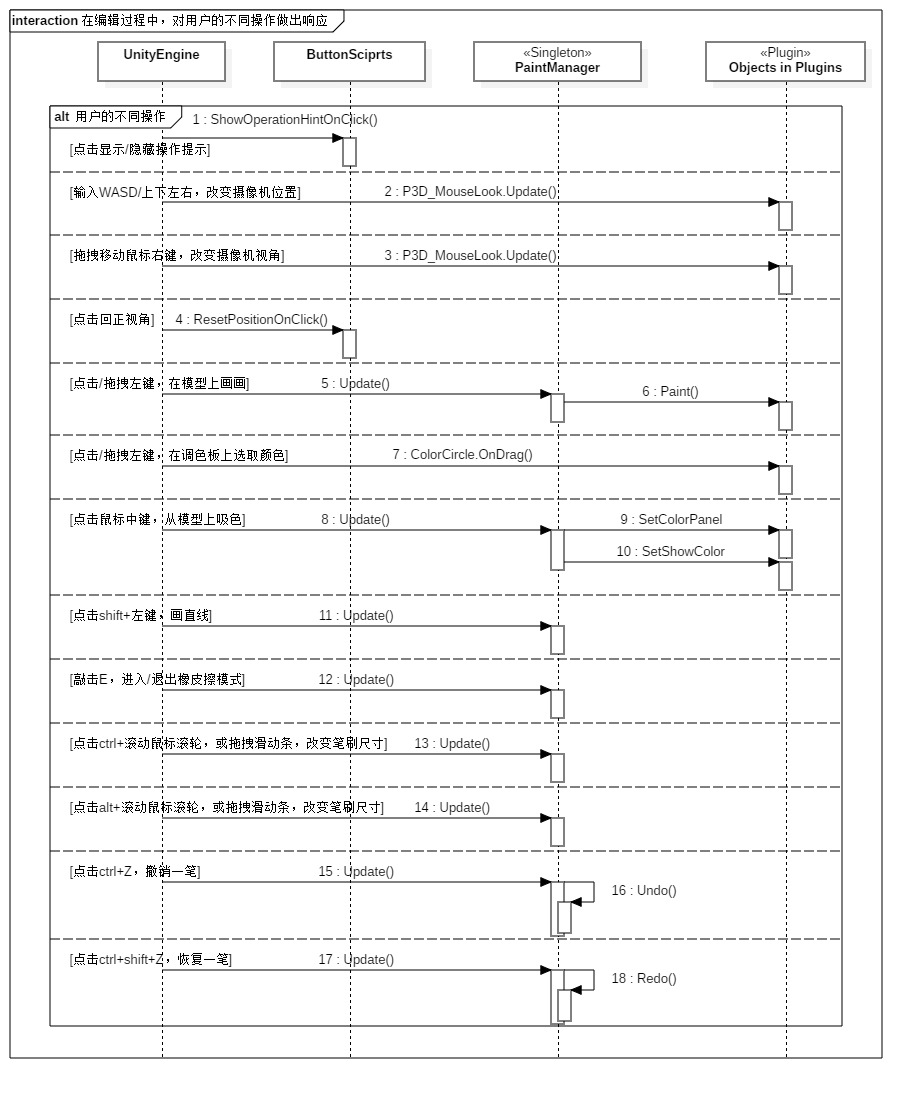 interaction 在编辑过程中，对用户的不同操作做出响应
UnityEngine
ButtonSciprts
«Singleton»
PaintManager
«Plugin»
Objects in Plugins
alt 用户的不同操作
1 : ShowOperationHintOnClick()
[点击显示/隐藏操作提示]
[输入WASD/上下左右，改变摄像机位置]
2 : P3D_MouseLook.Update()
[拖拽移动鼠标右键，改变摄像机视角]
3 : P3D_MouseLook.Update()
[点击回正视角]
4 : ResetPositionOnClick()
[点击/拖拽左键，在模型上画画]
5 : Update()
6 : Paint()
[点击/拖拽左键，在调色板上选取颜色]
7 : ColorCircle.OnDrag()
[点击鼠标中键，从模型上吸色]
8 : Update()
9 : SetColorPanel
10 : SetShowColor
[点击shift+左键，画直线]
11 : Update()
[敲击E，进入/退出橡皮擦模式]
12 : Update()
[点击ctrl+滚动鼠标滚轮，或拖拽滑动条，改变笔刷尺寸]
13 : Update()
[点击alt+滚动鼠标滚轮，或拖拽滑动条，改变笔刷尺寸]
14 : Update()
[点击ctrl+Z，撤销一笔]
15 : Update()
16 : Undo()
[点击ctrl+shift+Z，恢复一笔]
17 : Update()
18 : Redo()